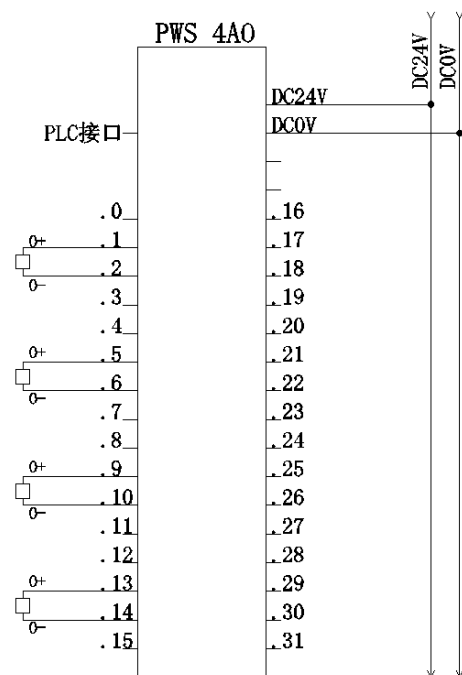 PWS 4AO
DC24V
DC0V
DC24V
PLC接口
DC0V
.0 .16
0+ .1 .17
.2 .18
0-
.3 .19
.4 .20
0+ .5 .21
.6 .22
0-
.7 .23
.8 .24
0+ .9 .25
.10 .26
0-
.11 .27
.12 .28
0+ .13 .29
.14 .30
0-
.15 .31